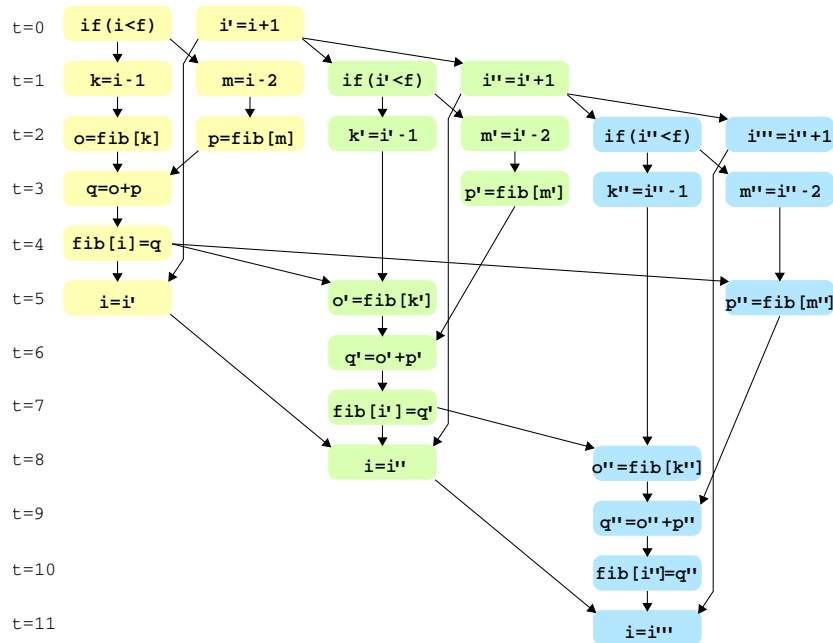 t=0 if(i<f) i'=i+1
t=1 k=i-1 m=i-2 if(i'<f) i''=i'+1
t=2 o=fib[k] p=fib[m] k'=i'-1 m'=i'-2 if(i''<f) i'''=i''+1
t=3 q=o+p p'=fib[m'] k''=i''-1 m''=i''-2
t=4 fib[i]=q
t=5 i=i' o'=fib[k'] p''=fib[m'']
t=6 q'=o'+p'
t=7 fib[i']=q'
t=8 i=i'' o''=fib[k'']
t=9 q''=o''+p''
t=10 fib[i'']=q''
t=11 i=i'''